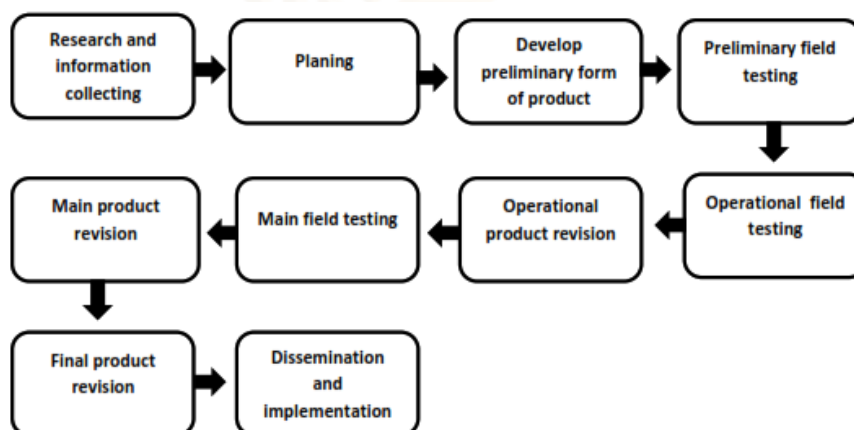 Research and
information
collecting
Planing
Develop
preliminary form
of product
Preliminary field
testing
Operational field
testing
Operational
product revision
Main field testing
Main product
revision
Final product
revision
Dissemination
and
implementation